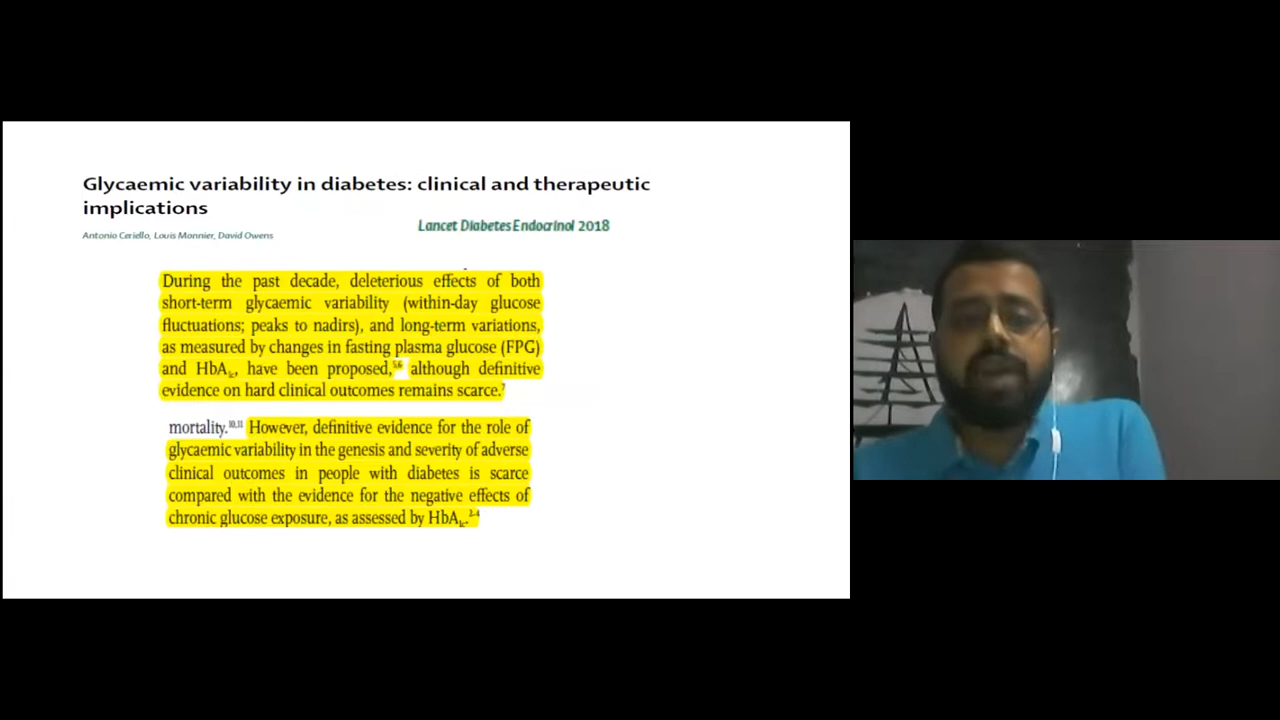 Glycaemic variability in diabetes: clinical and therapeutic
implications
Lancet Diabetes Endocrinol 2018
Antonio Ceriello, Louis Monnier, David Owens
During the past decade, deleterious effects of both
short-term glycaemic variability (within-day glucose
fluctuations; peaks to nadirs), and long-term variations,
as measured by changes in fasting plasma glucose (FPG)
and HbA1c, have been proposed,5,6 although definitive
evidence on hard clinical outcomes remains scarce.7
mortality.10,11 However, definitive evidence for the role of
glycaemic variability in the genesis and severity of adverse
clinical outcomes in people with diabetes is scarce
compared with the evidence for the negative effects of
chronic glucose exposure, as assessed by HbA1c.2–4